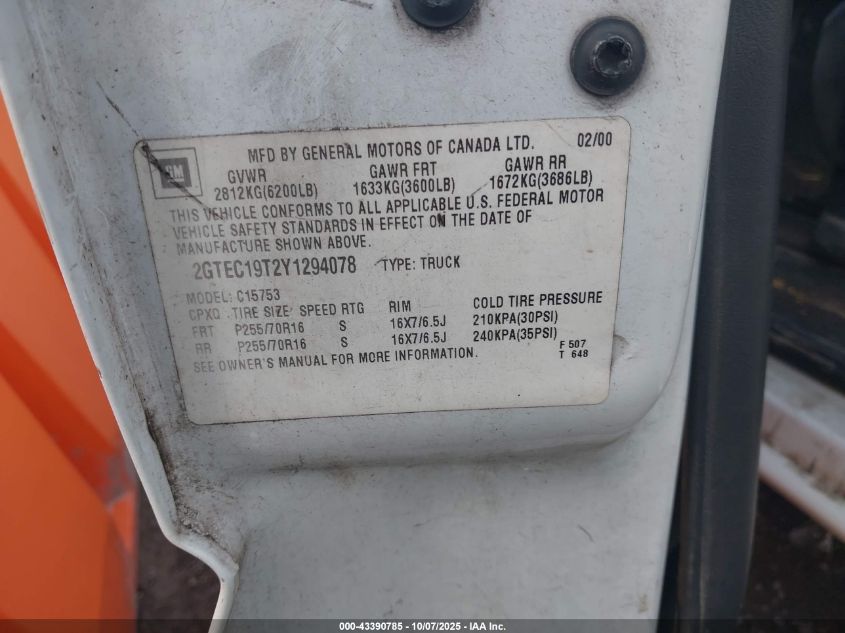 GM
MFD BY GENERAL MOTORS OF CANADA LTD. 02/00
GVWR GAWR FRT GAWR RR
2812KG(6200LB) 1633KG(3600LB) 1672KG(3686LB)
THIS VEHICLE CONFORMS TO ALL APPLICABLE U.S. FEDERAL MOTOR
VEHICLE SAFETY STANDARDS IN EFFECT ON THE DATE OF
MANUFACTURE SHOWN ABOVE.
2GTEC19T2Y1294078 TYPE: TRUCK
MODEL: C15753
CPXQ TIRE SIZE SPEED RTG RIM COLD TIRE PRESSURE
FRT P255/70R16 S 16X7/6.5J 210KPA(30PSI)
RR P255/70R16 S 16X7/6.5J 240KPA(35PSI)
SEE OWNER'S MANUAL FOR MORE INFORMATION.
F 507
T 648
000-43390785 - 10/07/2025 - IAA Inc.